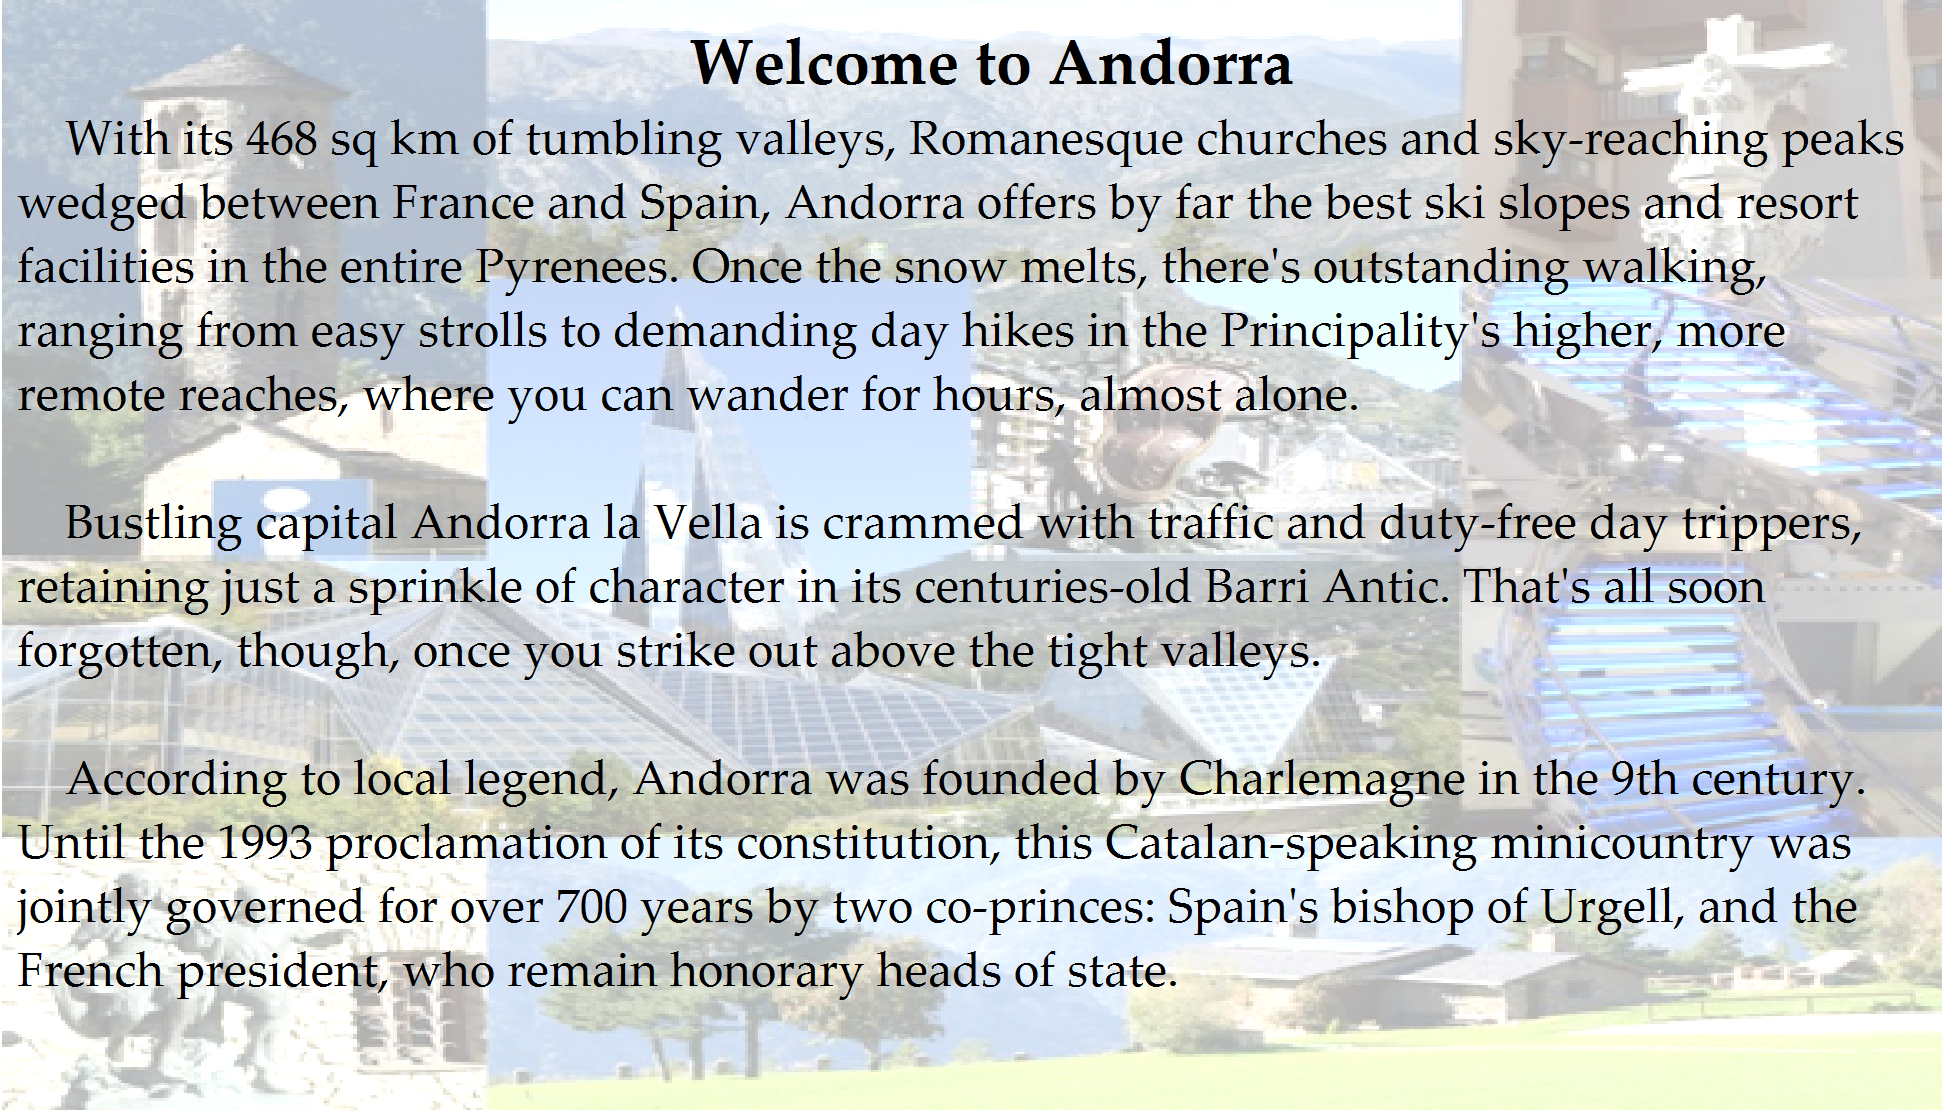 Welcome to Andorra
With its 468 sq km of tumbling valleys, Romanesque churches and sky-reaching peaks
wedged between France and Spain, Andorra offers by far the best ski slopes and resort
facilities in the entire Pyrenees. Once the snow melts, there's outstanding walking,
ranging from easy strolls to demanding day hikes in the Principality's higher, more
remote reaches, where you can wander for hours, almost alone.
Bustling capital Andorra la Vella is crammed with traffic and duty-free day trippers,
retaining just a sprinkle of character in its centuries-old Barri Antic. That's all soon
forgotten, though, once you strike out above the tight valleys.
According to local legend, Andorra was founded by Charlemagne in the 9th century.
Until the 1993 proclamation of its constitution, this Catalan-speaking minicountry was
jointly governed for over 700 years by two co-princes: Spain's bishop of Urgell, and the
French president, who remain honorary heads of state.